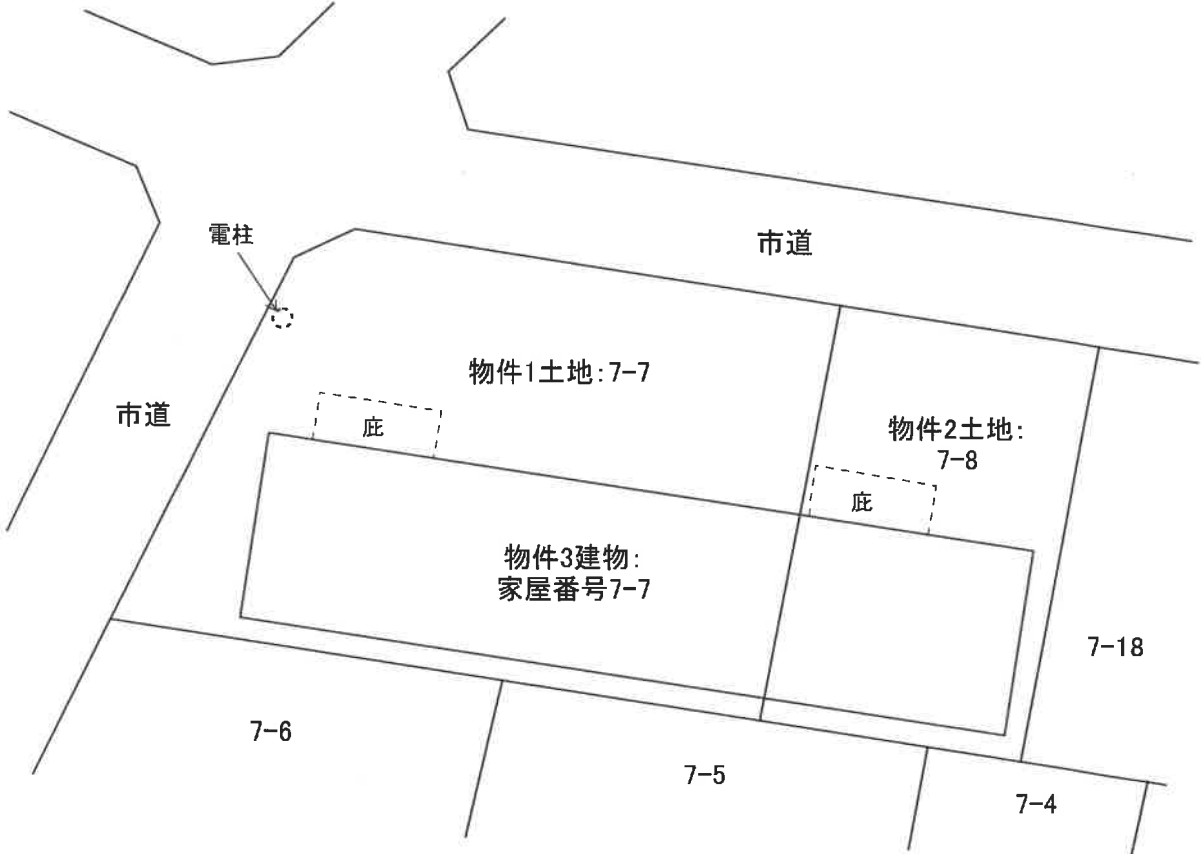 電柱
市道
物件1土地:7-7
市道
庇
物件2土地:
7-8
庇
物件3建物:
家屋番号7-7
7-18
7-6
7-5
7-4